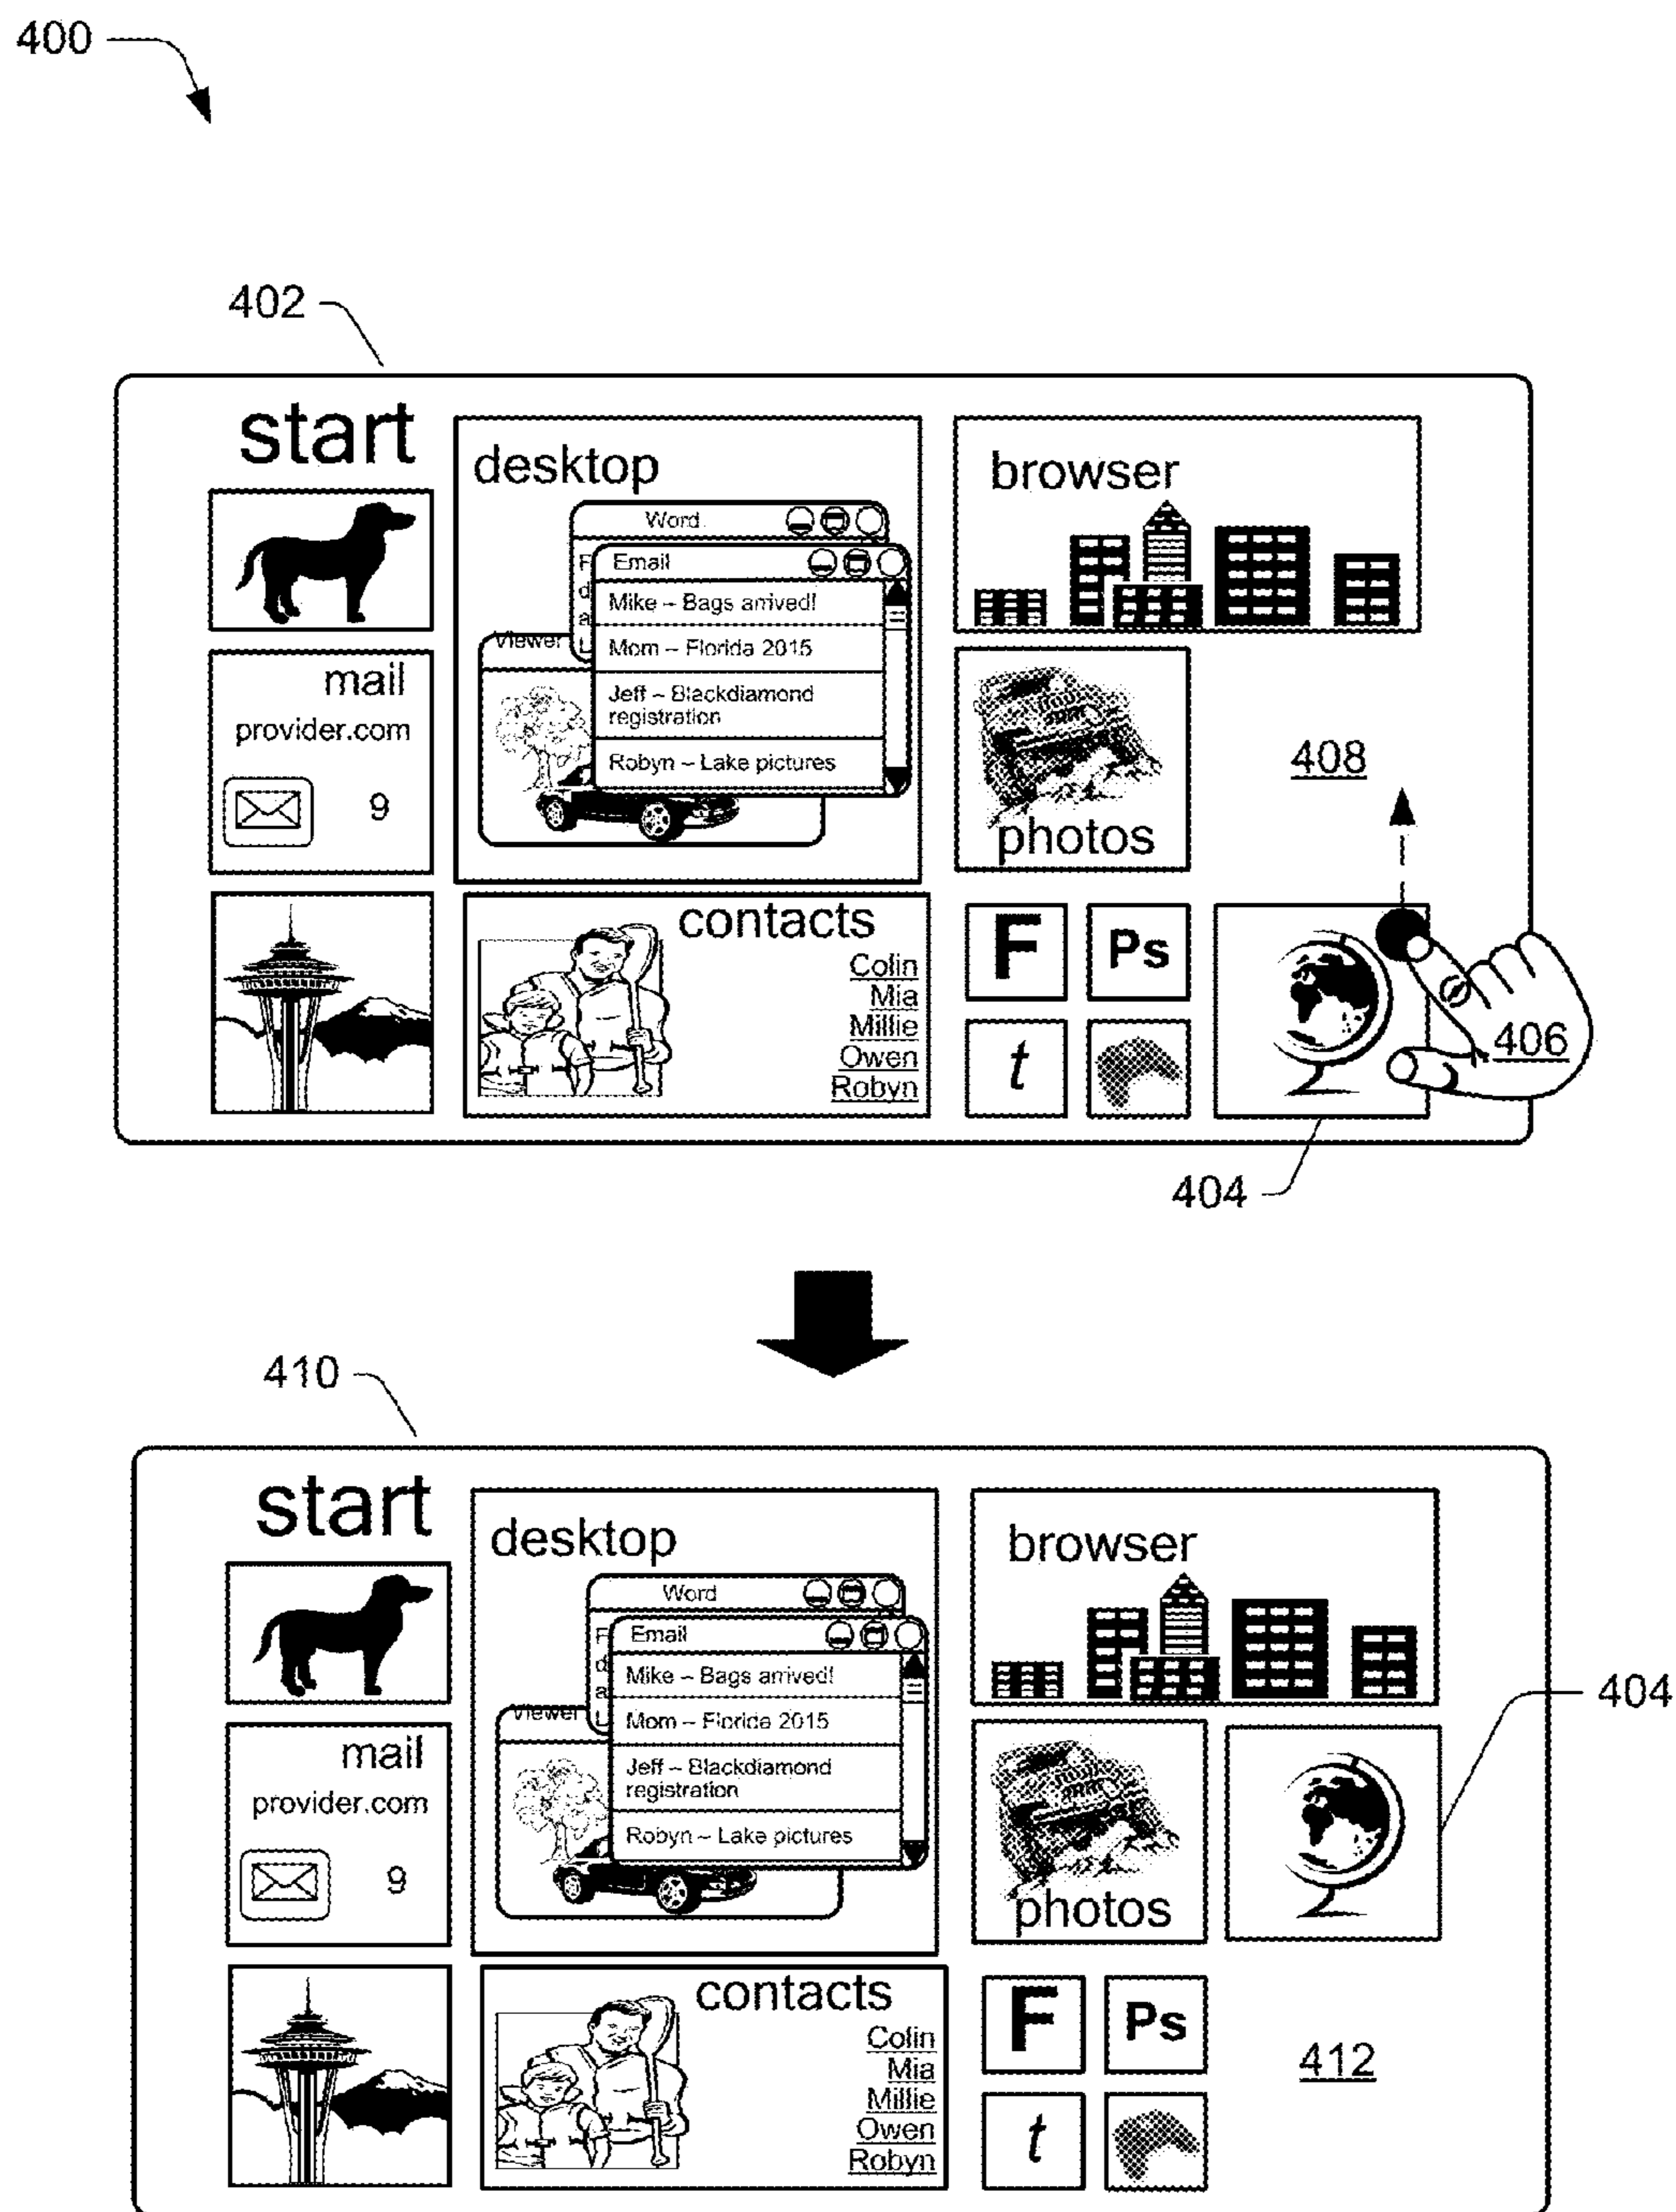 400
402
start
desktop
browser
Word
F
Email
d
Mike – Bags arrived!
a
Viewer
L
Mom – Florida 2015
Jeff – Blackdiamond
registration
Robyn – Lake pictures
mail
provider.com
9
408
photos
contacts
Colin
Mia
Millie
Owen
Robyn
F
Ps
t
406
404
410
start
desktop
browser
Word
F
Email
d
Mike – Bags arrived!
a
Viewer
L
Mom – Florida 2015
Jeff – Blackdiamond
registration
Robyn – Lake pictures
404
mail
provider.com
9
photos
contacts
Colin
Mia
Millie
Owen
Robyn
F
Ps
t
412